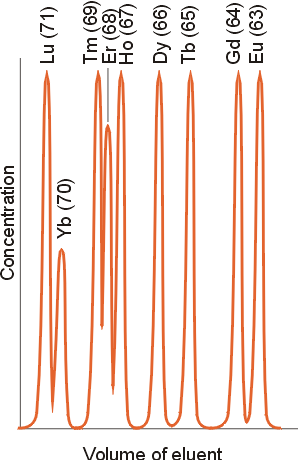 Lu (71)
Yb (70)
Tm (69)
Er (68)
Ho (67)
Dy (66)
Tb (65)
Gd (64)
Eu (63)
Concentration
Volume of eluent